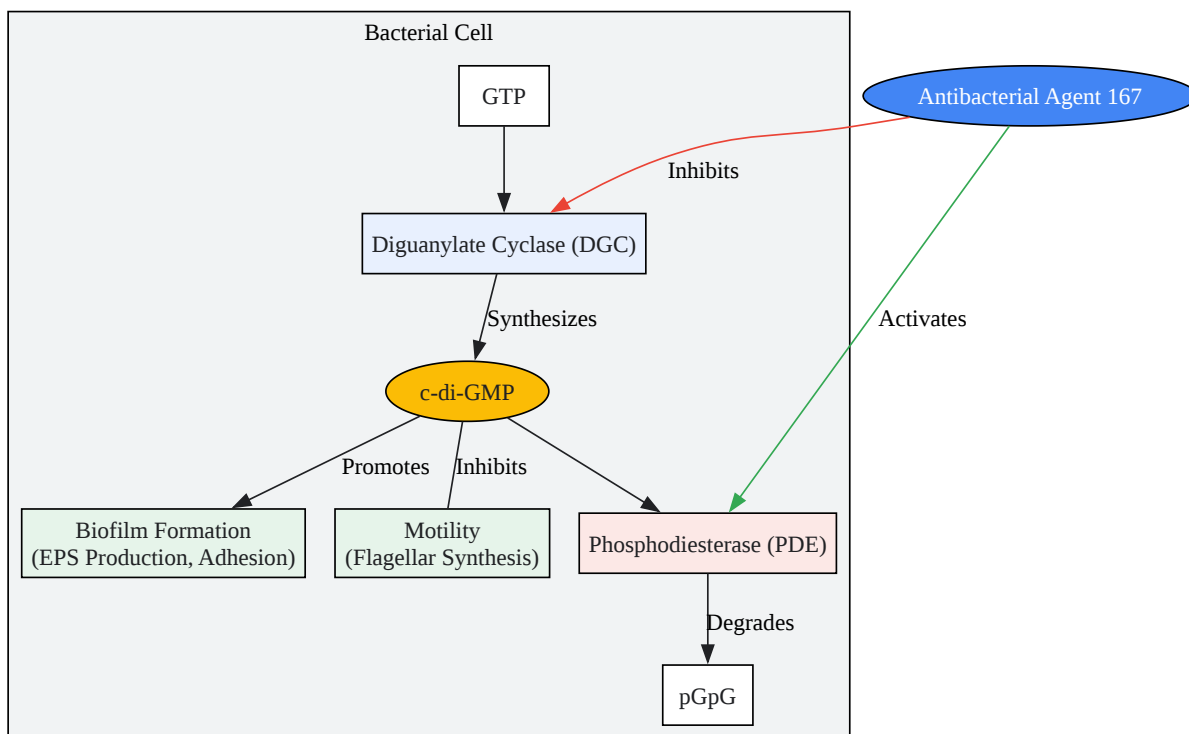 Bacterial Cell
GTP
Antibacterial Agent 167
Inhibits
Diguanylate Cyclase (DGC)
Synthesizes
Activates
c-di-GMP
Promotes
Inhibits
Biofilm Formation
(EPS Production, Adhesion)
Motility
(Flagellar Synthesis)
Phosphodiesterase (PDE)
Degrades
pGpG